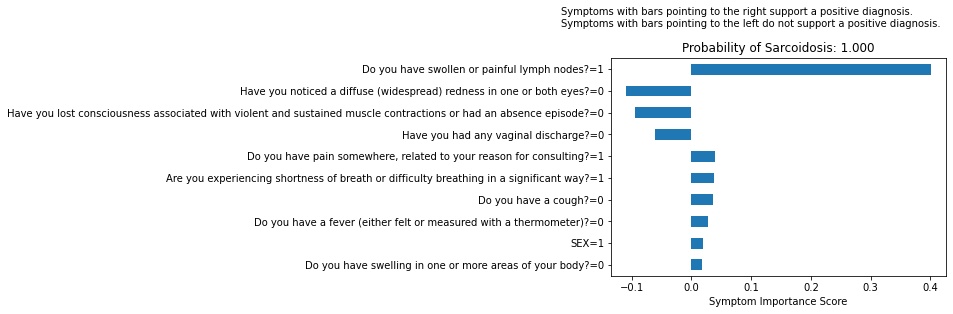 Symptoms with bars pointing to the right support a positive diagnosis.
Symptoms with bars pointing to the left do not support a positive diagnosis.
Probability of Sarcoidosis: 1.000
Do you have swollen or painful lymph nodes?=1
Have you noticed a diffuse (widespread) redness in one or both eyes?=0
Have you lost consciousness associated with violent and sustained muscle contractions or had an absence episode?=0
Have you had any vaginal discharge?=0
Do you have pain somewhere, related to your reason for consulting?=1
Are you experiencing shortness of breath or difficulty breathing in a significant way?=1
Do you have a cough?=0
Do you have a fever (either felt or measured with a thermometer)?=0
SEX=1
Do you have swelling in one or more areas of your body?=0
−0.1 0.0 0.1 0.2 0.3 0.4
Symptom Importance Score